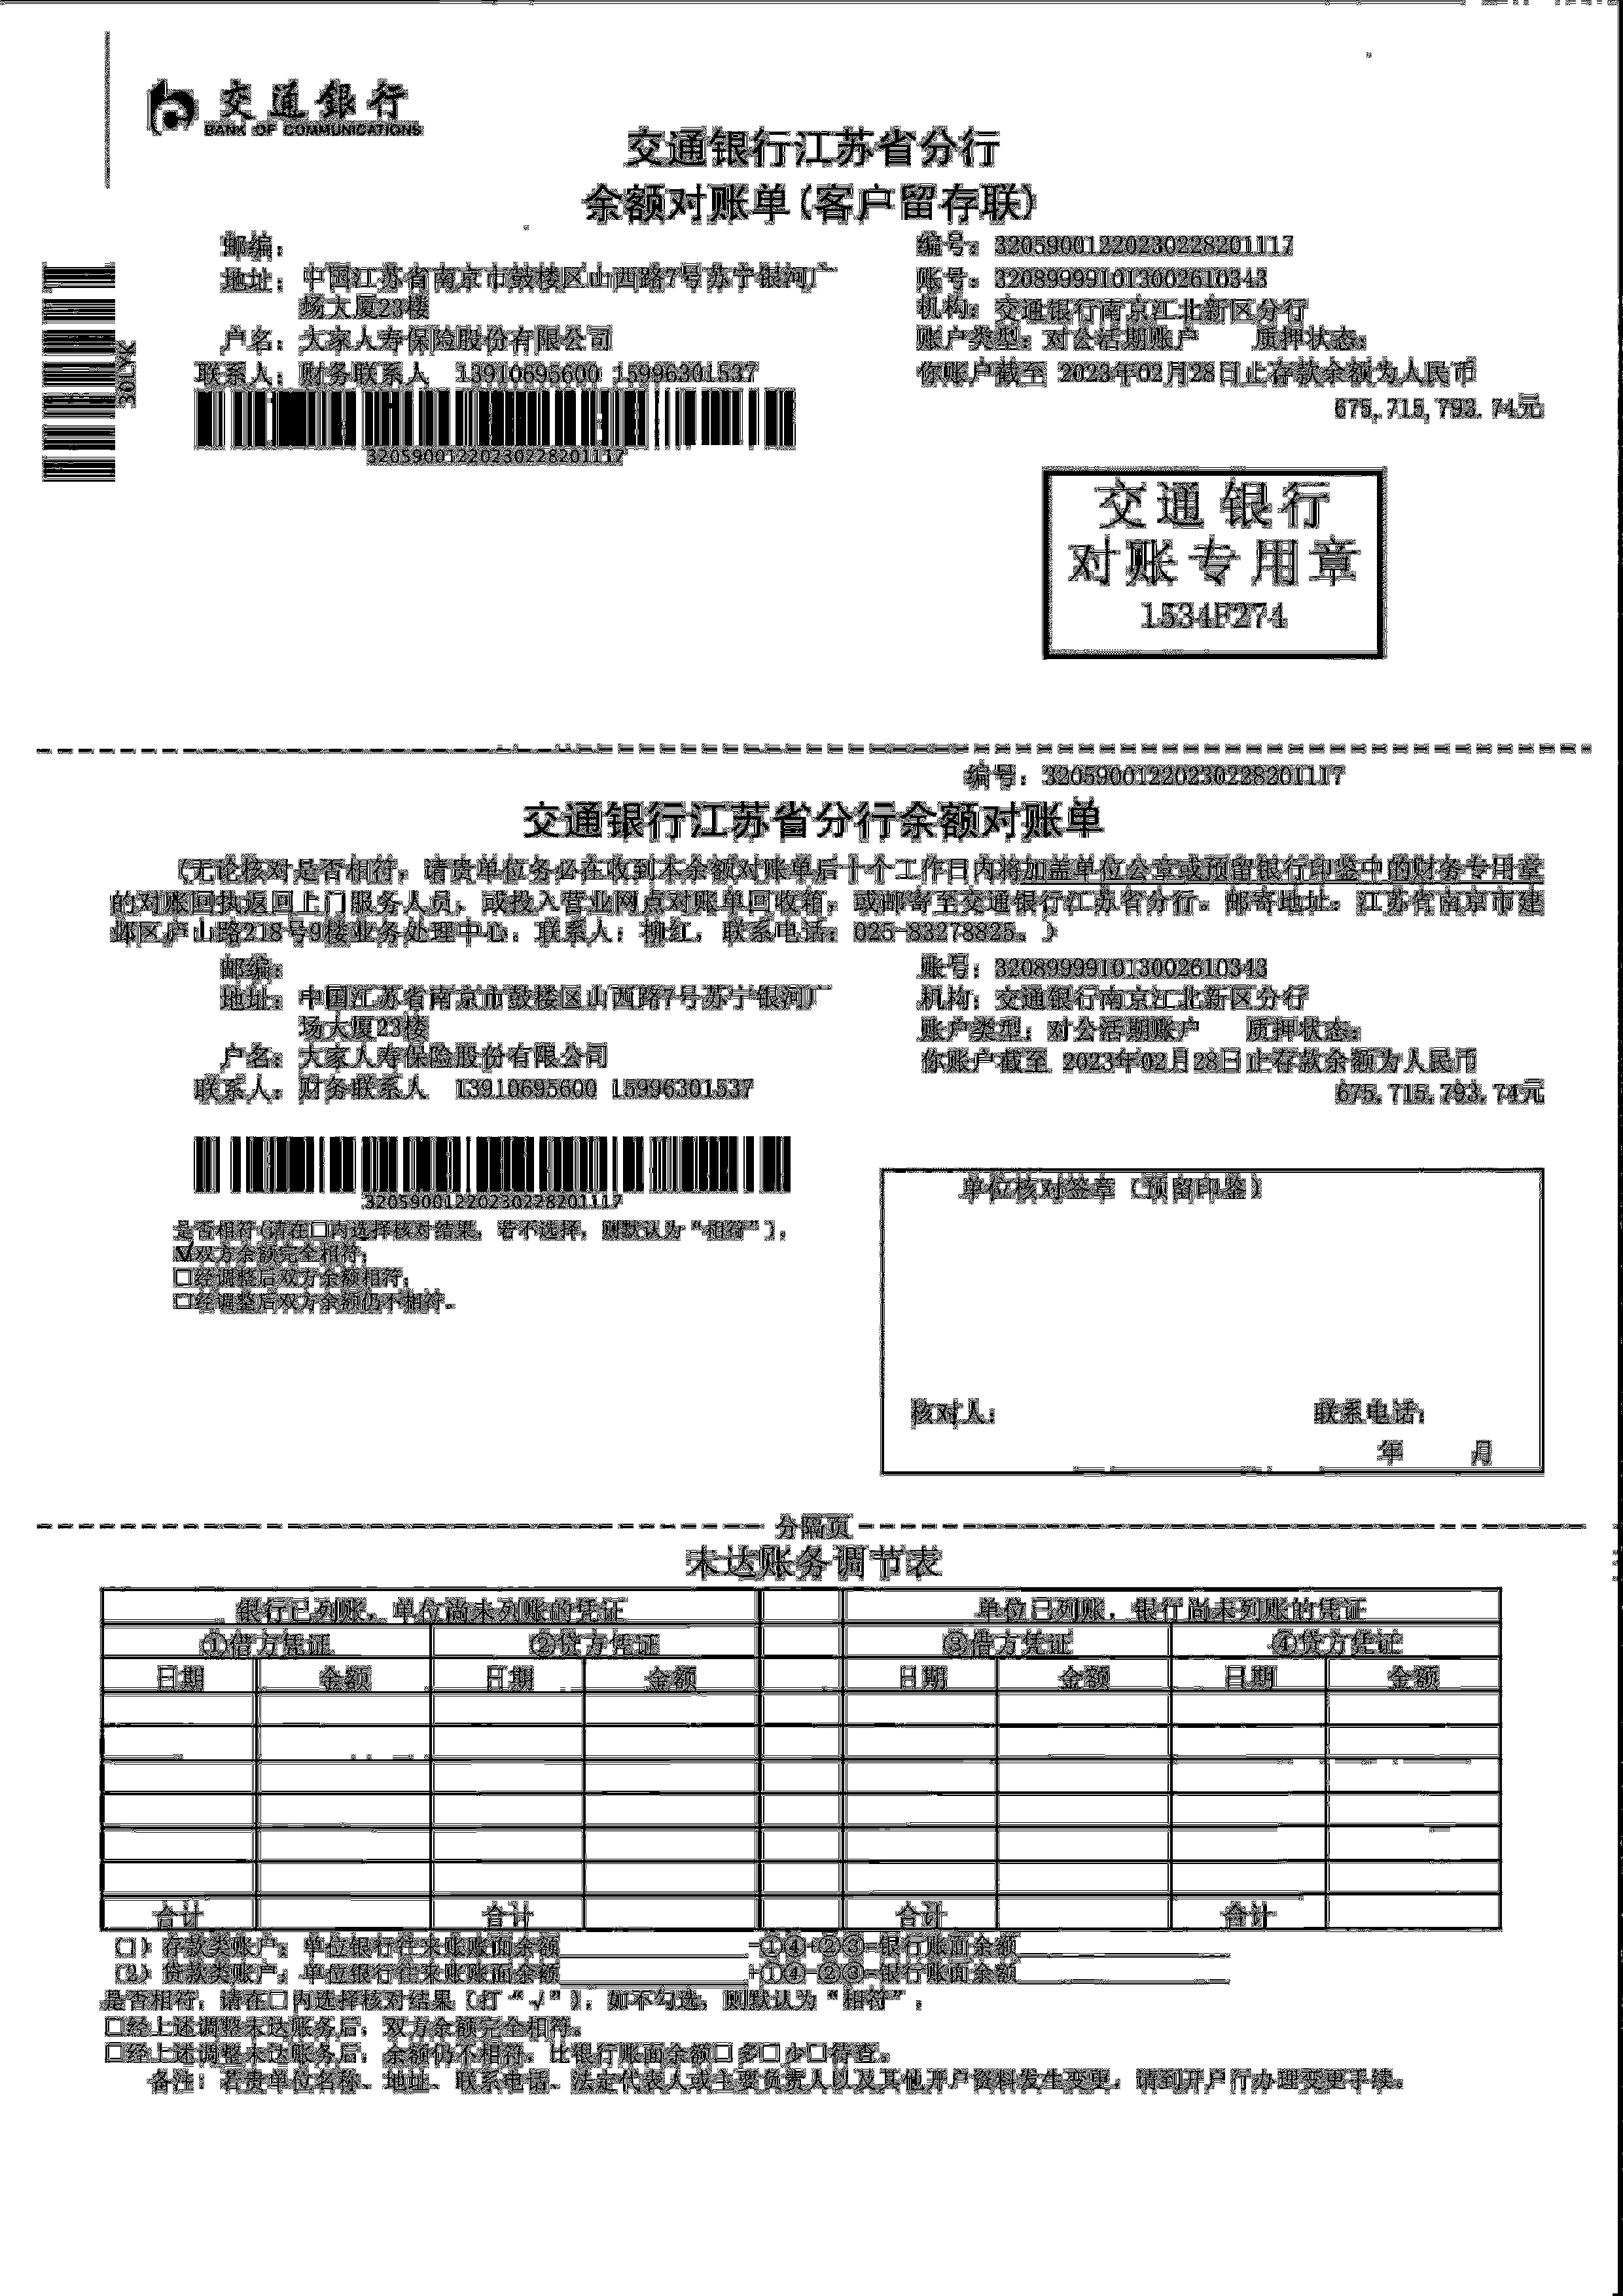 交通銀行
BANK OF COMMUNICATIONS
交通银行江苏省分行
余额对账单(客户留存联)
邮编:
编号: 32059001220230228201117
地址: 中国江苏省南京市鼓楼区山西路7号苏宁银河广
场大厦23楼
账号: 320899991013002610343
机构: 交通银行南京江北新区分行
户名: 大家人寿保险股份有限公司
账户类型: 对公活期账户 质押状态:
联系人: 财务联系人 13910695600 15996301537
你账户截至 2023年02月28日止存款余额为人民币
675,715,793.74元
30LYK
32059001220230228201117
交通银行
对账专用章
1534F274
编号: 32059001220230228201117
交通银行江苏省分行余额对账单
(无论核对是否相符, 请贵单位务必在收到本余额对账单后十个工作日内将加盖单位公章或预留银行印鉴中的财务专用章
的对账回执返回上门服务人员, 或投入营业网点对账单回收箱, 或邮寄至交通银行江苏省分行。邮寄地址: 江苏省南京市建
邺区庐山路218号9楼业务处理中心, 联系人: 柳红, 联系电话: 025-83278825。)
邮编:
账号: 320899991013002610343
地址: 中国江苏省南京市鼓楼区山西路7号苏宁银河广
场大厦23楼
机构: 交通银行南京江北新区分行
账户类型: 对公活期账户 质押状态:
户名: 大家人寿保险股份有限公司
你账户截至 2023年02月28日止存款余额为人民币
联系人: 财务联系人 13910695600 15996301537
675,715,793.74元
32059001220230228201117
单位核对签章 (预留印鉴)
是否相符(请在□内选择核对结果, 若不选择, 则默认为“相符”):
☑双方余额完全相符;
□经调整后双方余额相符;
□经调整后双方余额仍不相符。
核对人: 联系电话:
年 月
分隔页
未达账务调节表
银行已列账, 单位尚未列账的凭证 单位已列账, 银行尚未列账的凭证
①借方凭证 ②贷方凭证 ③借方凭证 ④贷方凭证
日期 金额 日期 金额 日期 金额 日期 金额
合计 合计 合计 合计
(1) 存款类账户: 单位银行往来账账面余额 -①④+②③=银行账面余额
(2) 贷款类账户: 单位银行往来账账面余额 +①④-②③=银行账面余额
是否相符, 请在□内选择核对结果 (打“√”), 如不勾选, 则默认为“相符”:
□经上述调整未达账务后, 双方余额完全相符。
□经上述调整未达账务后, 余额仍不相符, 比银行账面余额□多□少□待查。
备注: 若贵单位名称、地址、联系电话、法定代表人或主要负责人以及其他开户资料发生变更, 请到开户行办理变更手续。